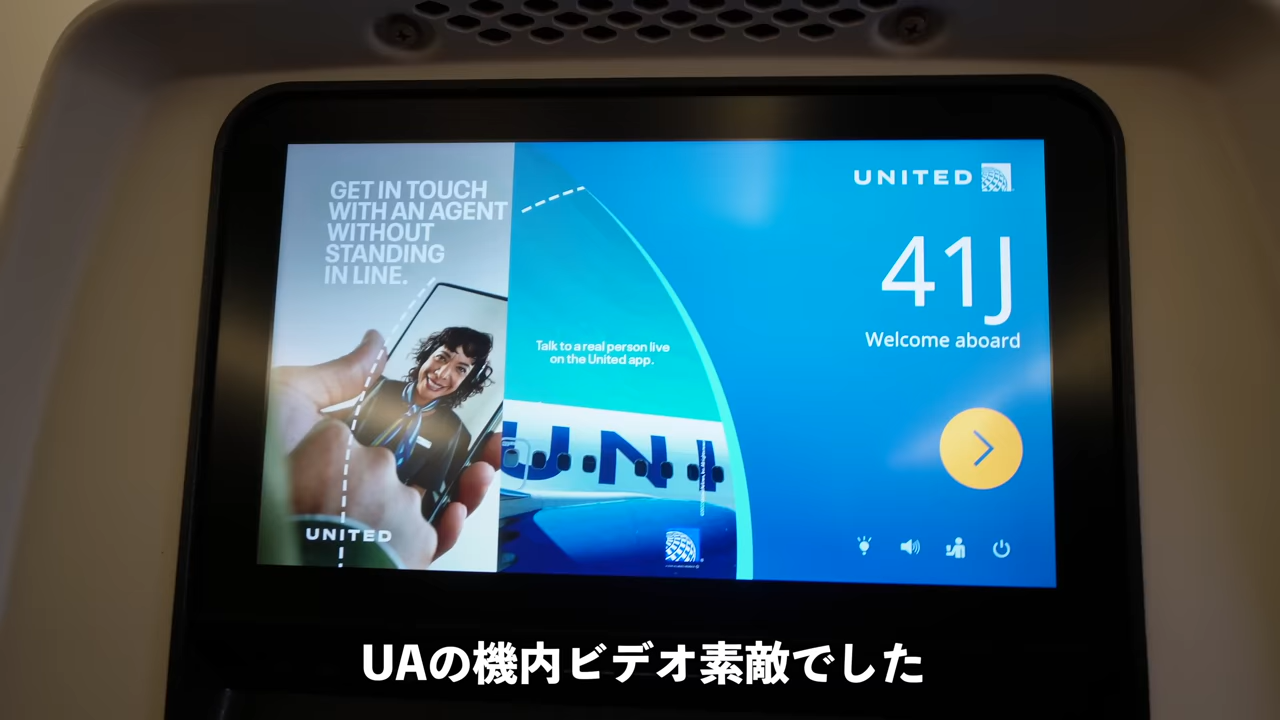 GET IN TOUCH
WITH AN AGENT
WITHOUT
STANDING
IN LINE.
UNITED
Talk to a real person live
on the United app.
UNI
UNITED
41J
Welcome aboard
UAの機内ビデオ素敵でした